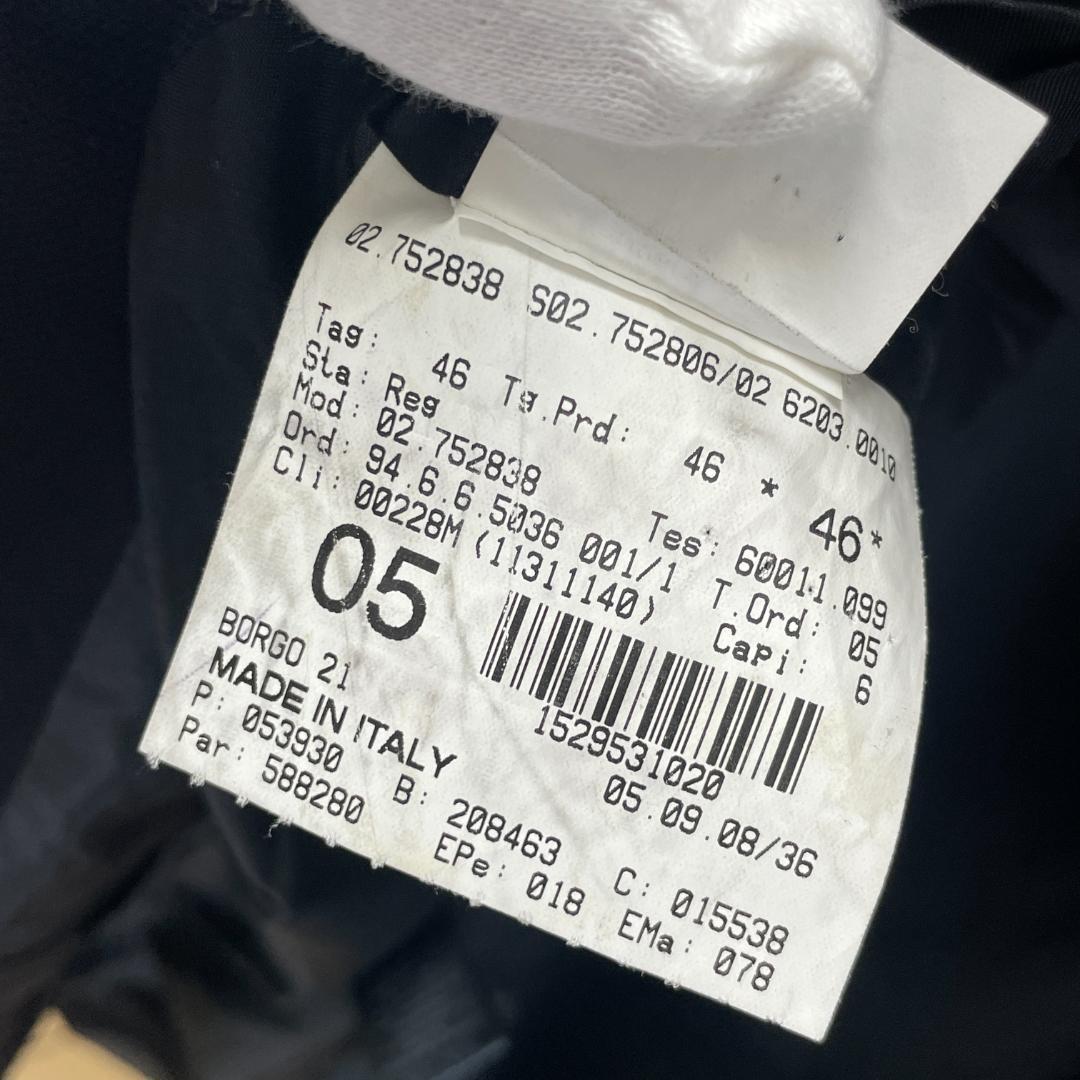 02.752838 S02.752806/02 6203.0010
Tag: 46 Tg.Prd: 46 * 46*
Sta: Reg Tes: 60011.099
Mod: 02 752838 T.Ord: 05
Ord: 94.6.6.5036 001/1 Capi: 6
Cli: 00228M (11311140)
05
BORGO 21
1529531020
MADE IN ITALY
05.09.08/36
P: 053930 B: 208463 C: 015538
Par: 588280 EPe: 018 EMa: 078